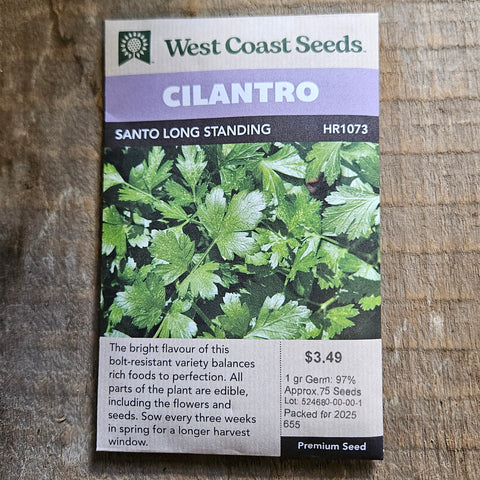 West Coast Seeds™
CILANTRO
SANTO LONG STANDING HR1073
The bright flavour of this
bolt-resistant variety balances
rich foods to perfection. All
parts of the plant are edible,
including the flowers and
seeds. Sow every three weeks
in spring for a longer harvest
window.
$3.49
1 gr Germ: 97%
Approx.75 Seeds
Lot: 524680-00-00-1
Packed for 2025
655
Premium Seed